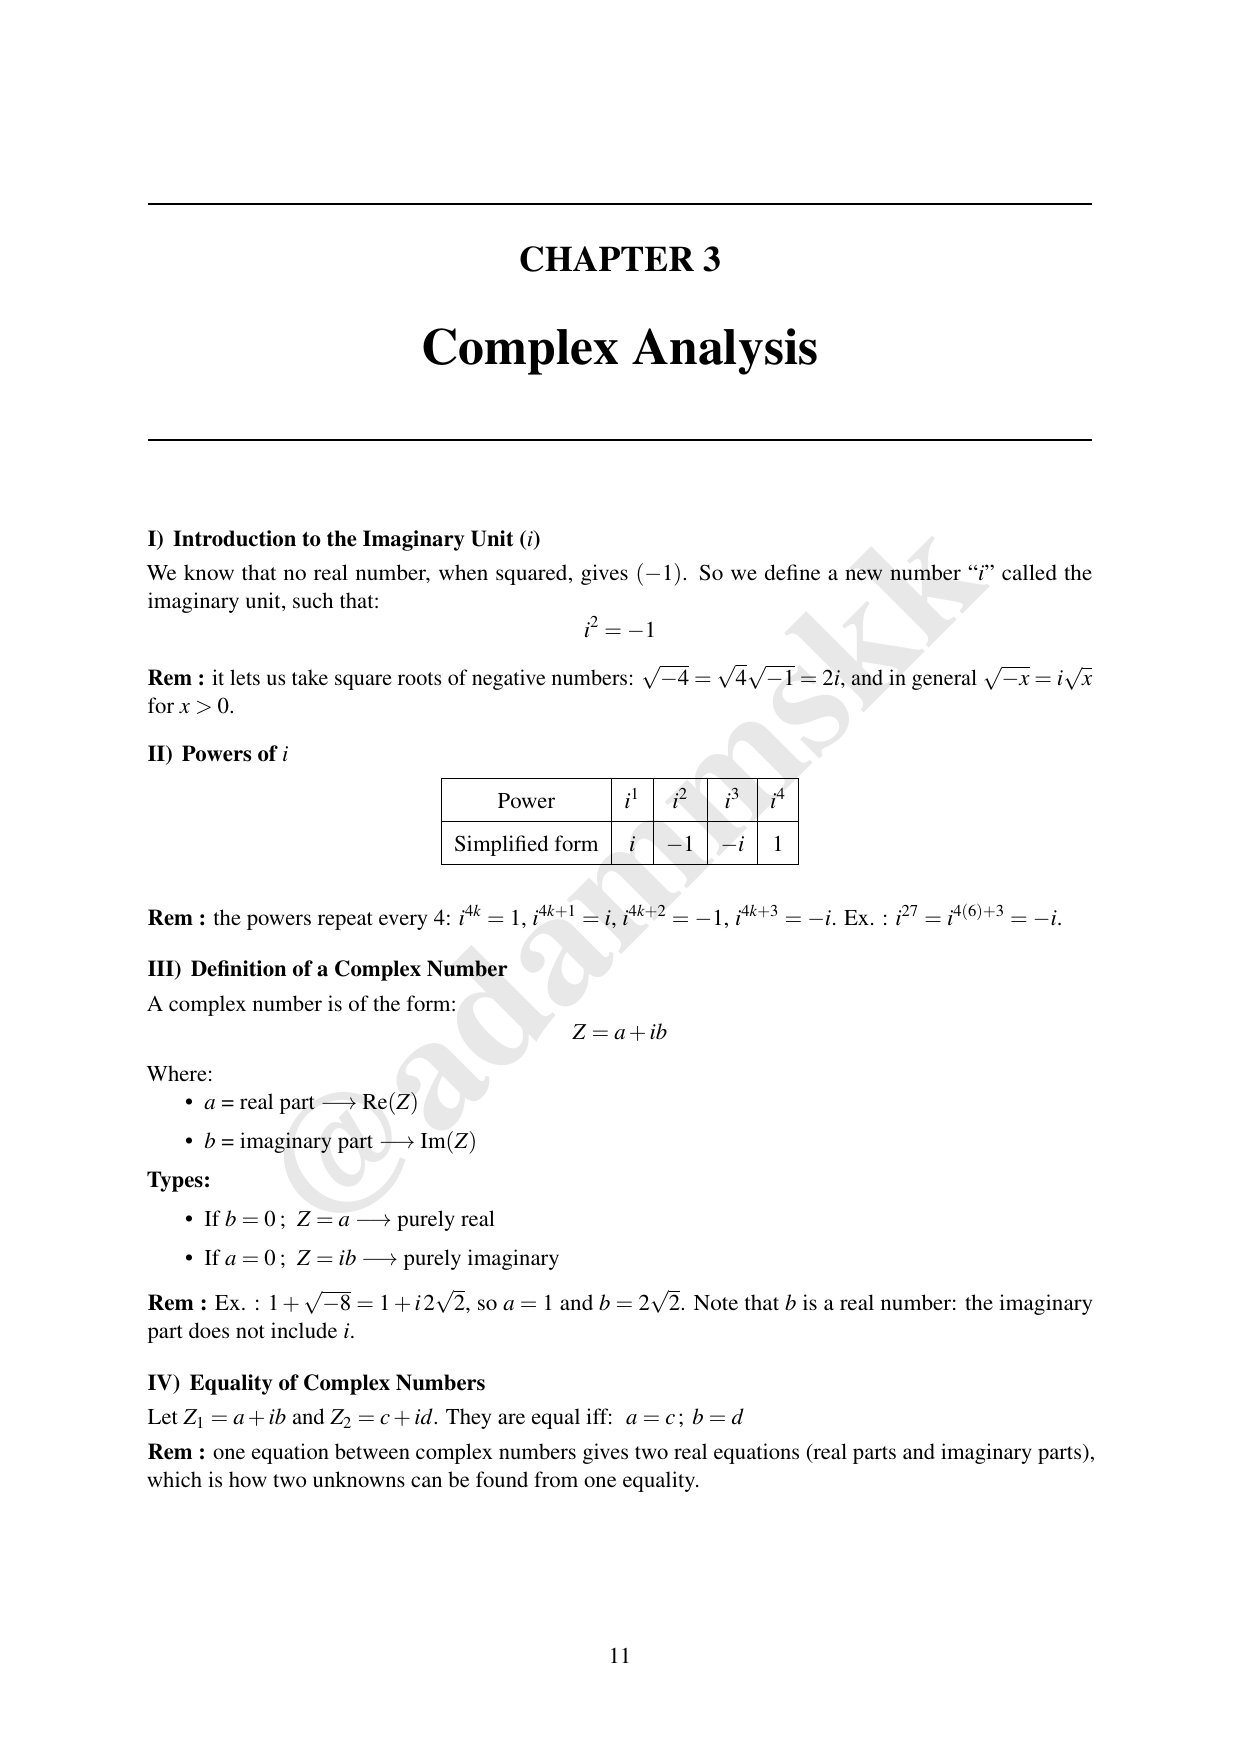 CHAPTER 3
Complex Analysis
I) Introduction to the Imaginary Unit (i)
We know that no real number, when squared, gives (−1). So we define a new number “i” called the
imaginary unit, such that:
i² = −1
Rem : it lets us take square roots of negative numbers: √−4 = √4√−1 = 2i, and in general √−x = i√x
for x > 0.
II) Powers of i
Power i¹ i² i³ i⁴
Simplified form i −1 −i 1
Rem : the powers repeat every 4: i⁴ᵏ = 1, i⁴ᵏ⁺¹ = i, i⁴ᵏ⁺² = −1, i⁴ᵏ⁺³ = −i. Ex. : i²⁷ = i⁴⁽⁶⁾⁺³ = −i.
III) Definition of a Complex Number
A complex number is of the form:
Z = a + ib
Where:
• a = real part ⟶ Re(Z)
• b = imaginary part ⟶ Im(Z)
Types:
• If b = 0 ; Z = a ⟶ purely real
• If a = 0 ; Z = ib ⟶ purely imaginary
Rem : Ex. : 1 + √−8 = 1 + i2√2, so a = 1 and b = 2√2. Note that b is a real number: the imaginary
part does not include i.
IV) Equality of Complex Numbers
Let Z₁ = a + ib and Z₂ = c + id. They are equal iff: a = c ; b = d
Rem : one equation between complex numbers gives two real equations (real parts and imaginary parts),
which is how two unknowns can be found from one equality.
11
@adammskk